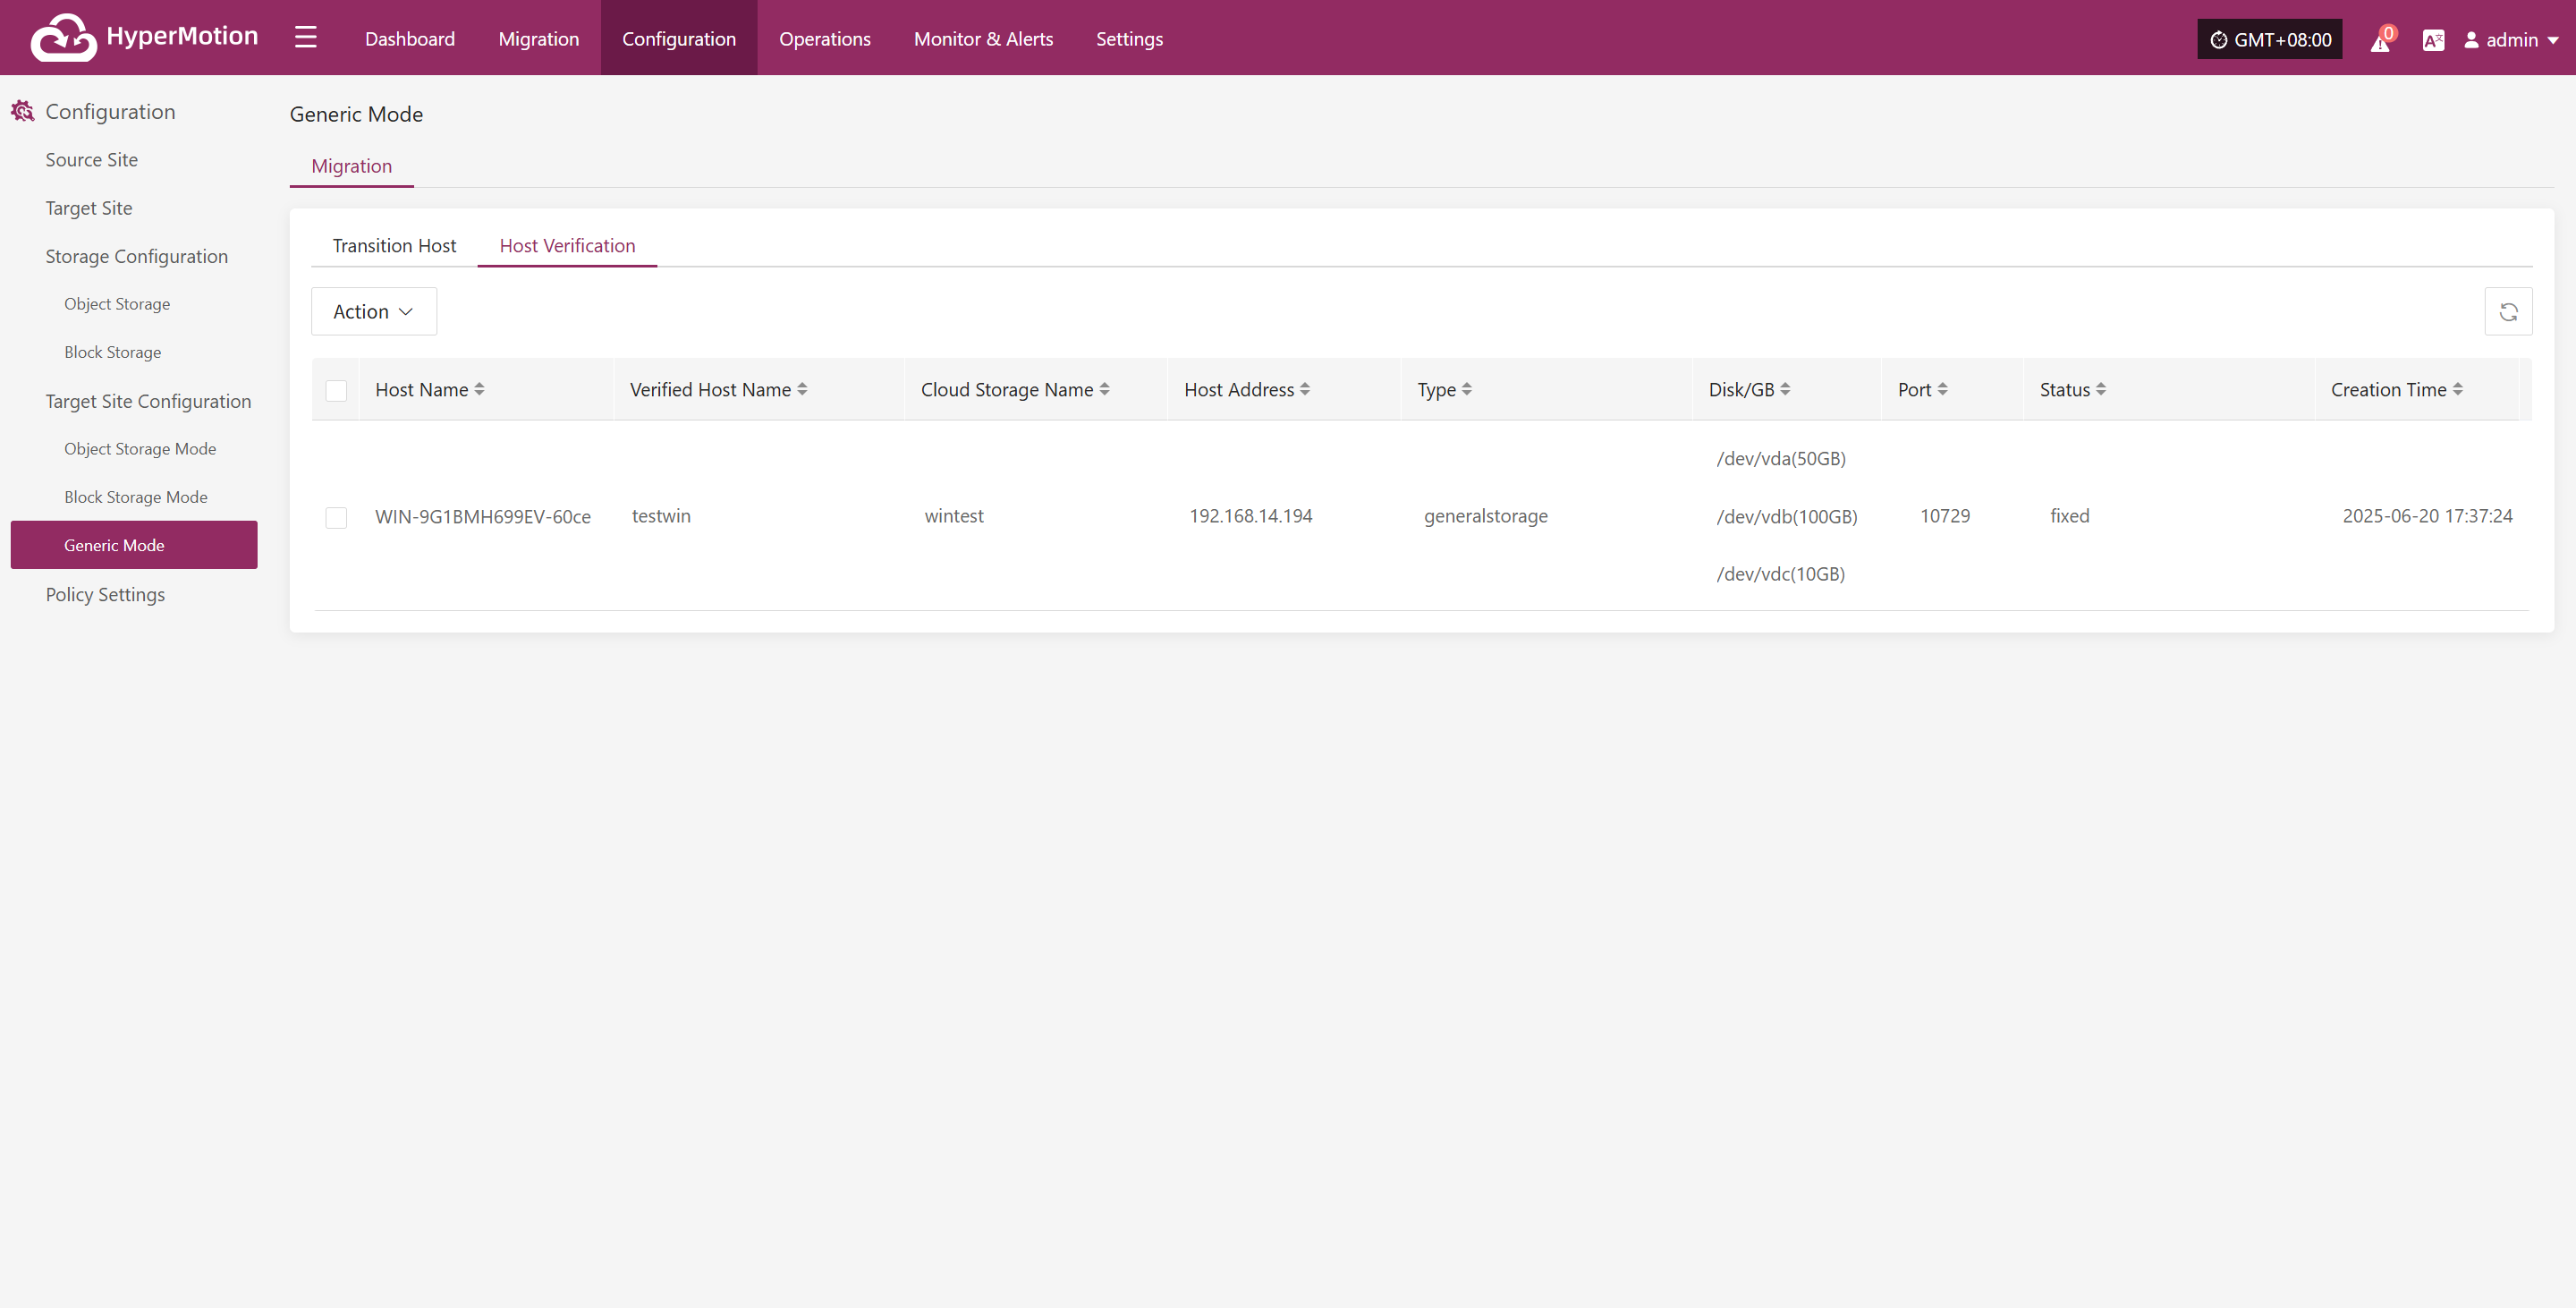 HyperMotion
Dashboard
Migration
Configuration
Operations
Monitor & Alerts
Settings
GMT+08:00
0
admin
Configuration
Source Site
Target Site
Storage Configuration
Object Storage
Block Storage
Target Site Configuration
Object Storage Mode
Block Storage Mode
Generic Mode
Policy Settings
Generic Mode
Migration
Transition Host
Host Verification
Action
Host Name
Verified Host Name
Cloud Storage Name
Host Address
Type
Disk/GB
Port
Status
Creation Time
WIN-9G1BMH699EV-60ce
testwin
wintest
192.168.14.194
generalstorage
/dev/vda(50GB)
/dev/vdb(100GB)
/dev/vdc(10GB)
10729
fixed
2025-06-20 17:37:24